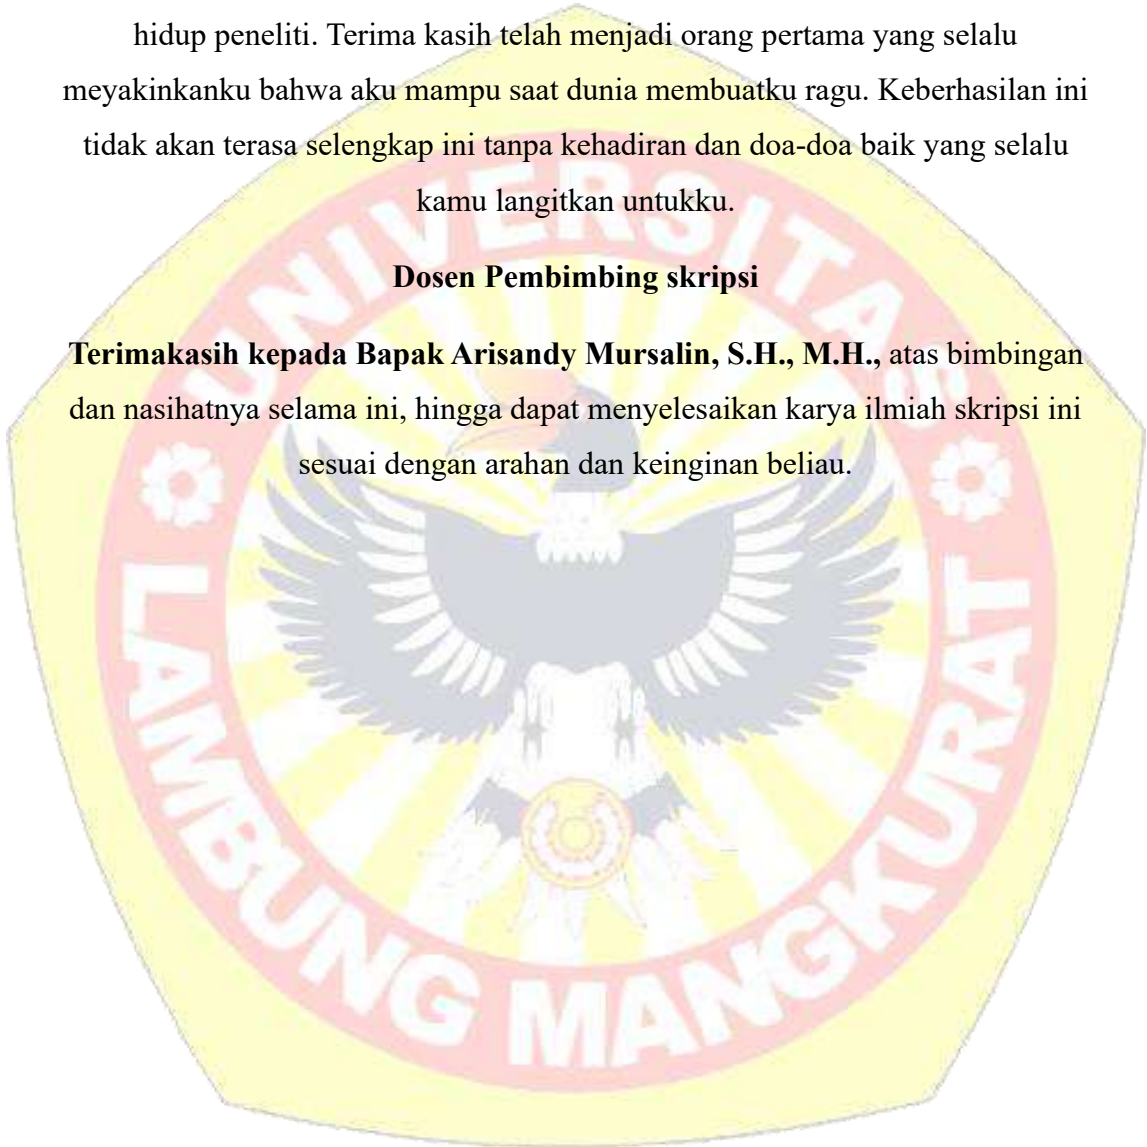 hidup peneliti. Terima kasih telah menjadi orang pertama yang selalu
meyakinkanku bahwa aku mampu saat dunia membuatku ragu. Keberhasilan ini
tidak akan terasa selengkap ini tanpa kehadiran dan doa-doa baik yang selalu
kamu langitkan untukku.
Dosen Pembimbing skripsi
Terimakasih kepada Bapak Arisandy Mursalin, S.H., M.H., atas bimbingan
dan nasihatnya selama ini, hingga dapat menyelesaikan karya ilmiah skripsi ini
sesuai dengan arahan dan keinginan beliau.
UNIVERSITAS
LAMBUNG MANGKURAT